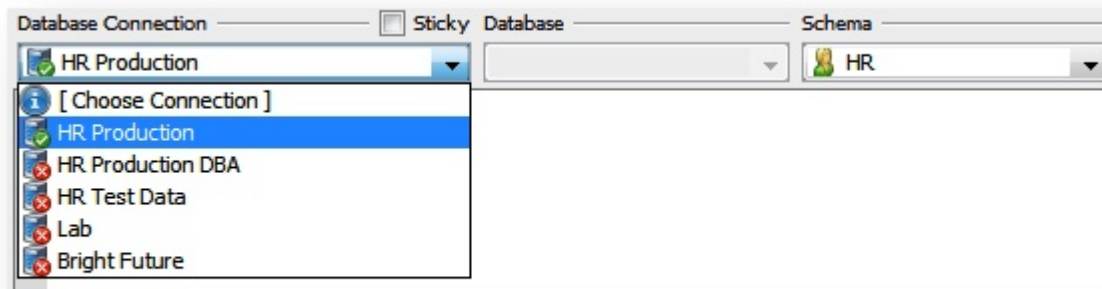 Database Connection Sticky Database Schema
HR Production HR
[ Choose Connection ]
HR Production
HR Production DBA
HR Test Data
Lab
Bright Future